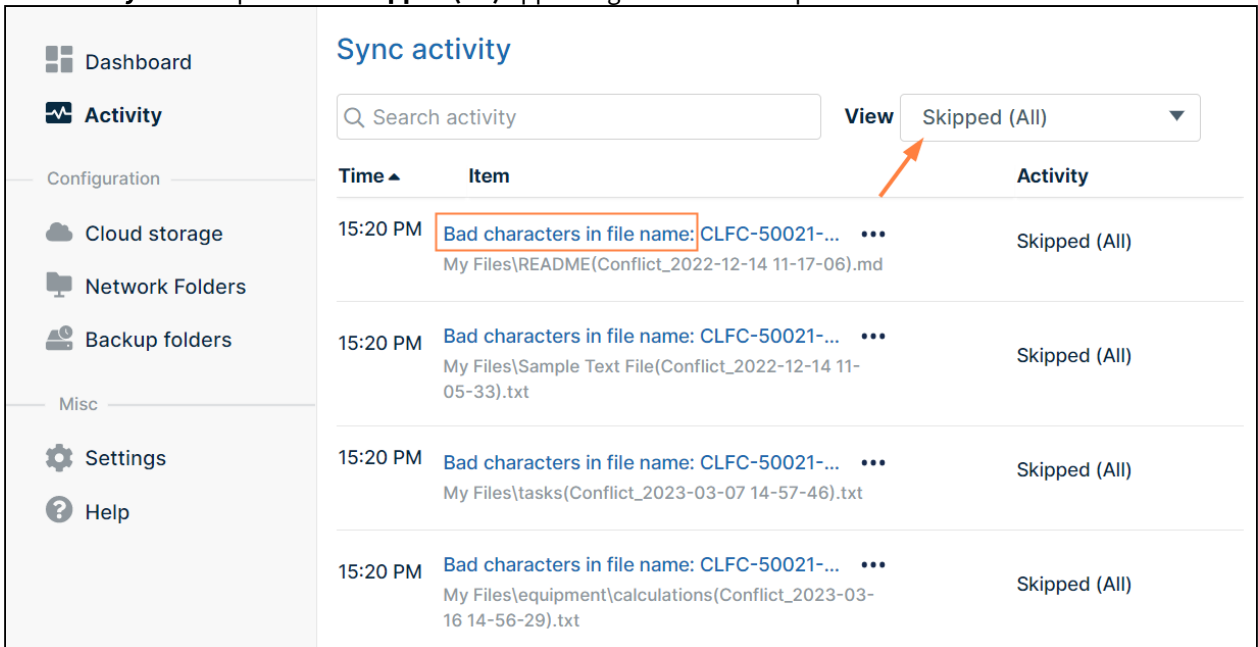 Dashboard
Activity
Configuration
Cloud storage
Network Folders
Backup folders
Misc
Settings
Help
Sync activity
Search activity
View Skipped (All)
Time Item Activity
15:20 PM Bad characters in file name: CLFC-50021-... Skipped (All)
My Files\README(Conflict_2022-12-14 11-17-06).md
15:20 PM Bad characters in file name: CLFC-50021-... Skipped (All)
My Files\Sample Text File(Conflict_2022-12-14 11-
05-33).txt
15:20 PM Bad characters in file name: CLFC-50021-... Skipped (All)
My Files\tasks(Conflict_2023-03-07 14-57-46).txt
15:20 PM Bad characters in file name: CLFC-50021-... Skipped (All)
My Files\equipment\calculations(Conflict_2023-03-
16 14-56-29).txt